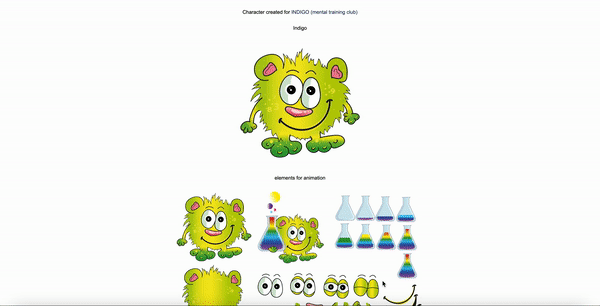 Character created for INDIGO (mental training club)
Indigo
elements for animation